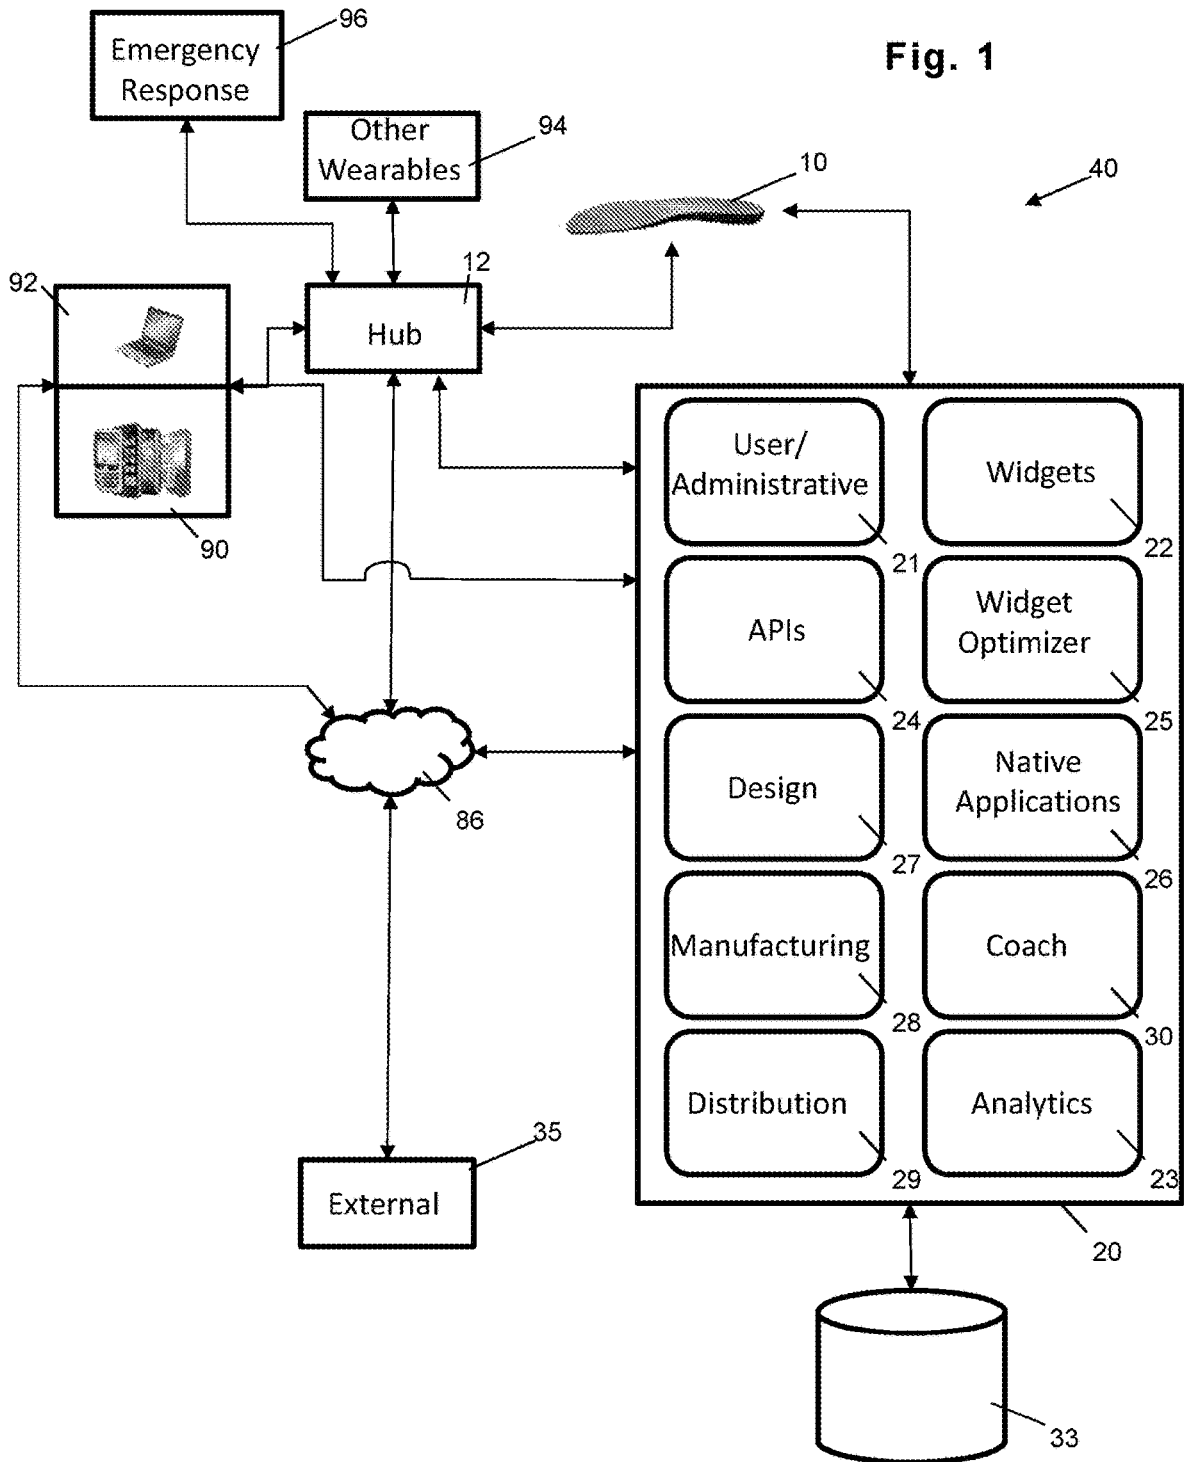 96
Emergency
Response
Fig. 1
Other
Wearables
94
10
40
92
12
Hub
90
User/
Administrative
21
Widgets
22
APIs
24
Widget
Optimizer
25
86
Design
27
Native
Applications
26
Manufacturing
28
Coach
30
Distribution
29
Analytics
23
35
External
20
33